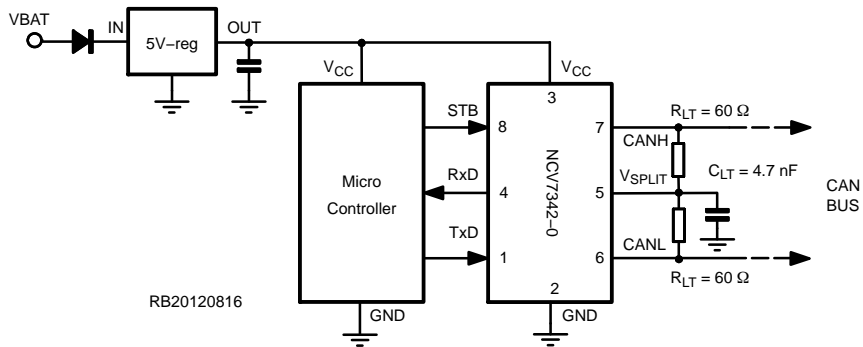 VBAT
IN
5V−reg
OUT
VCC
VCC
3
STB
8
7
RLT = 60 Ω
CANH
Micro
Controller
RxD
4
NCV7342−0
VSPLIT
5
CLT = 4.7 nF
CAN
BUS
TxD
1
CANL
6
RLT = 60 Ω
2
RB20120816
GND
GND